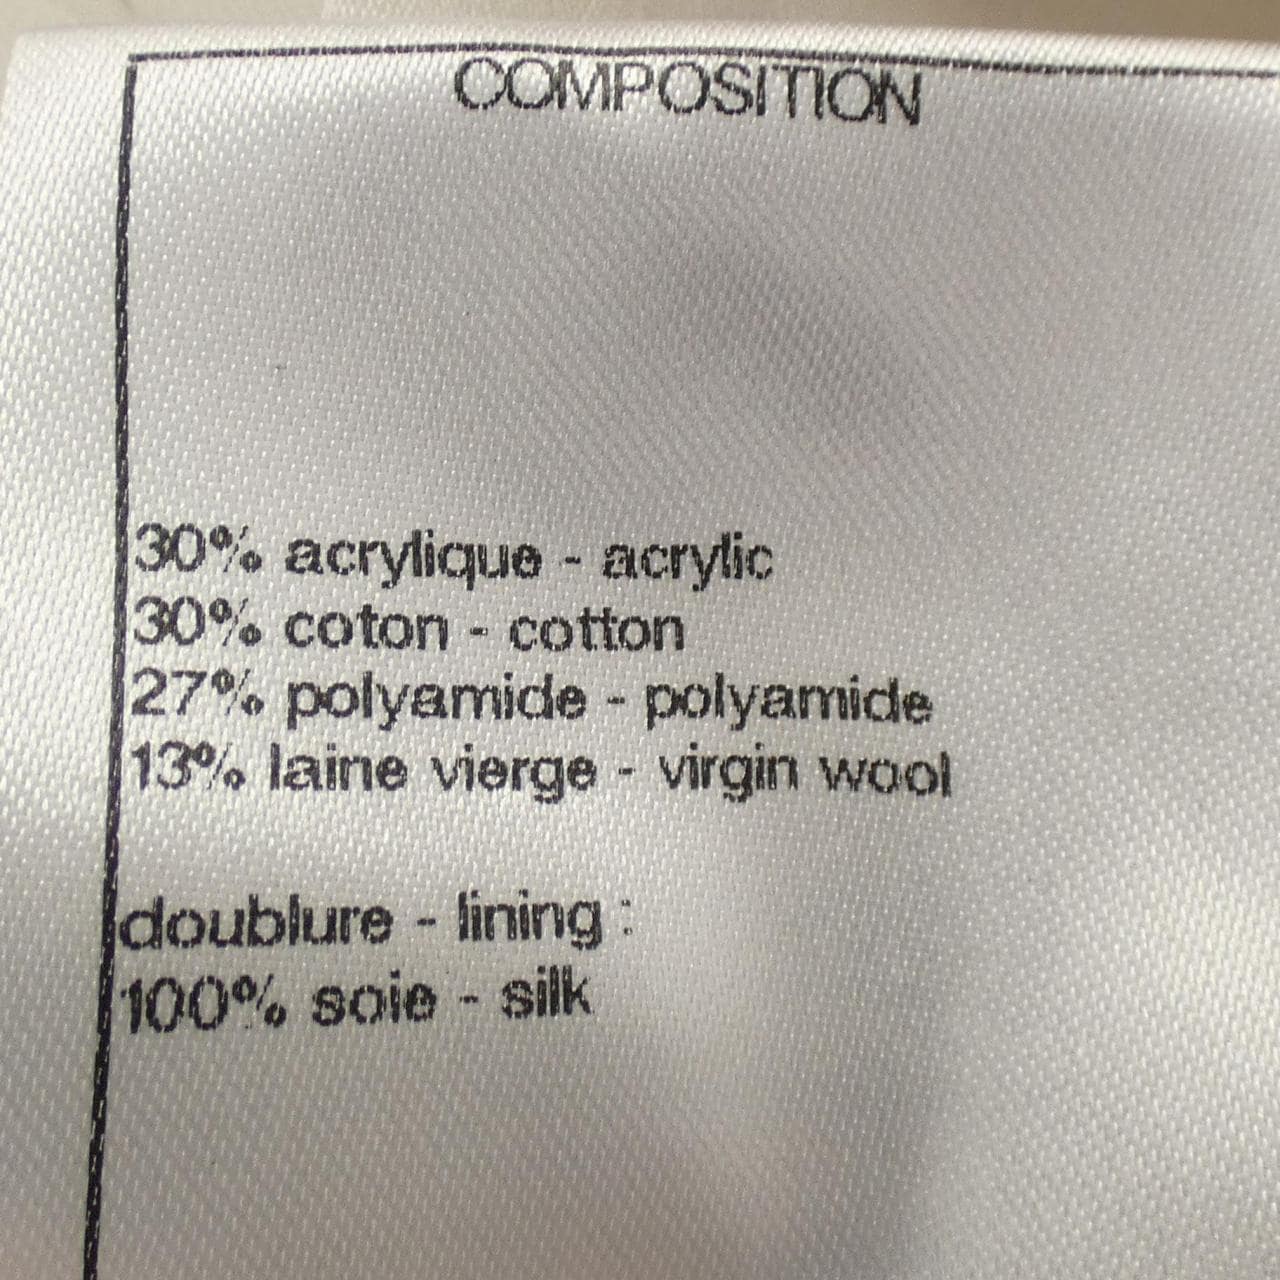 COMPOSITION
30% acrylique - acrylic
30% coton - cotton
27% polyamide - polyamide
13% laine vierge - virgin wool
doublure - lining :
100% soie - silk